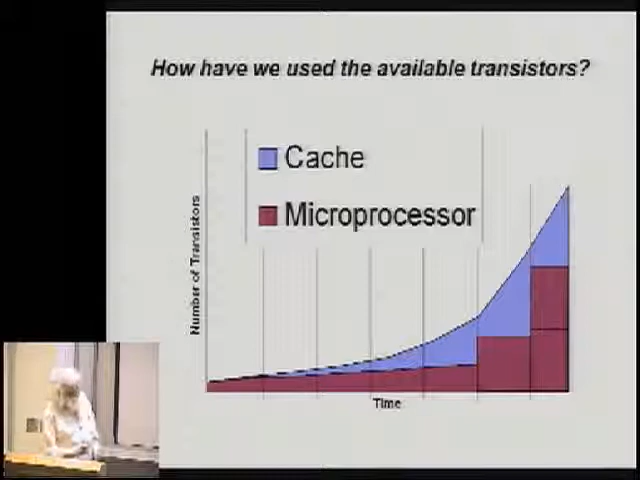 How have we used the available transistors?
Cache
Microprocessor
Number of Transistors
Time